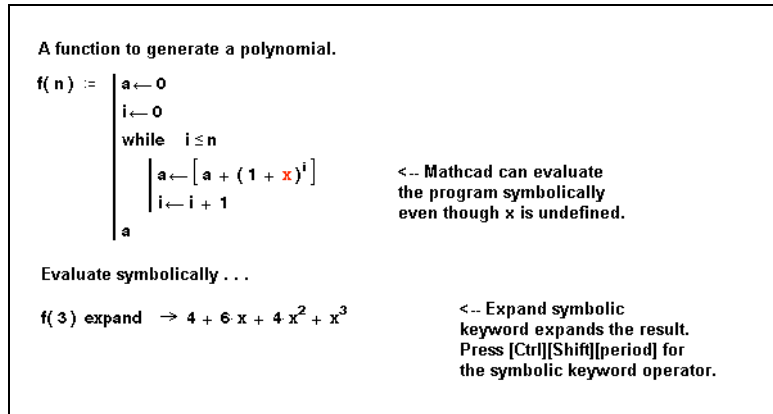 A function to generate a polynomial.
f( n ) := a ← 0
i ← 0
while i ≤ n
a ← [ a + ( 1 + x )^i ]
i ← i + 1
a
<-- Mathcad can evaluate
the program symbolically
even though x is undefined.
Evaluate symbolically . . .
f( 3 ) expand → 4 + 6·x + 4·x² + x³
<-- Expand symbolic
keyword expands the result.
Press [Ctrl][Shift][period] for
the symbolic keyword operator.